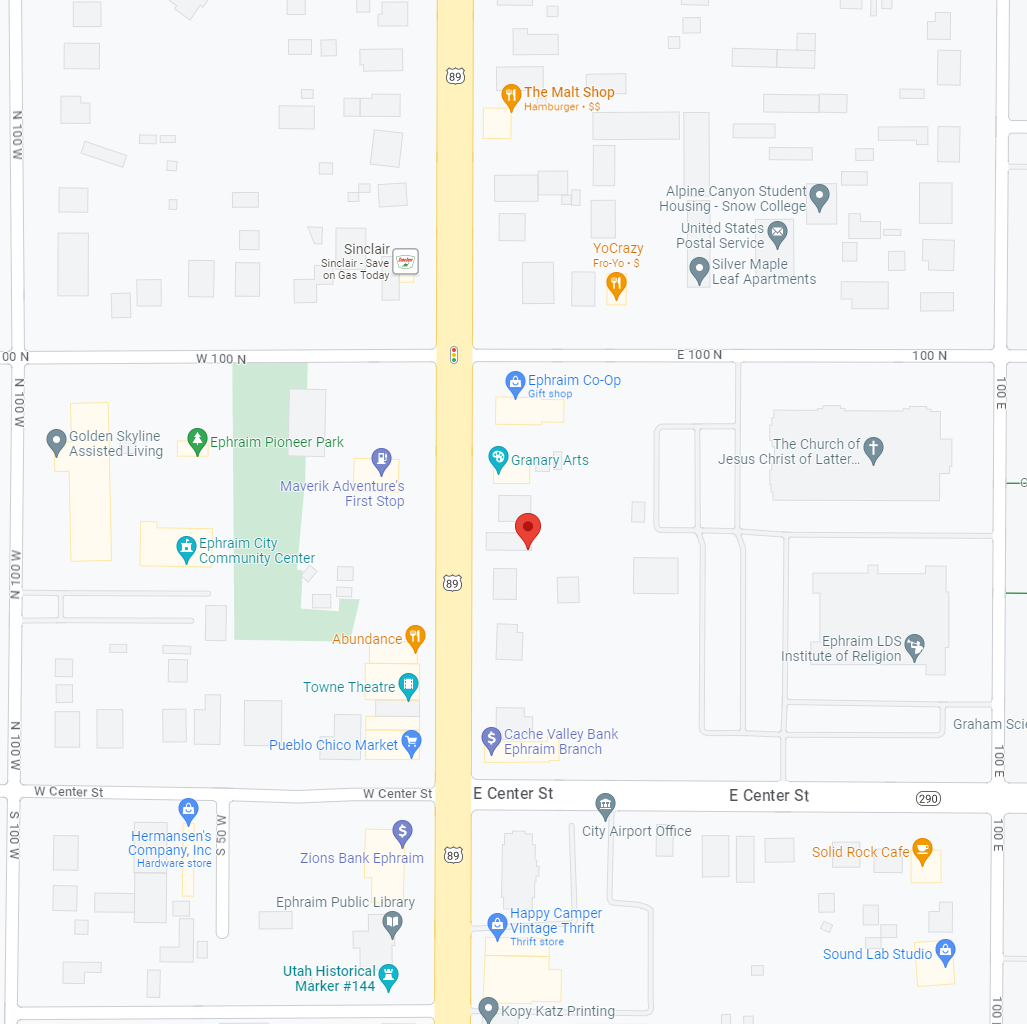 89
The Malt Shop
Hamburger • $$
N 100 W
Alpine Canyon Student
Housing - Snow College
United States
Postal Service
Silver Maple
Leaf Apartments
YoCrazy
Fro-Yo • $
Sinclair
Sinclair - Save
on Gas Today
00 N
W 100 N
E 100 N
100 N
N 100 W
100 E
Ephraim Co-Op
Gift shop
Golden Skyline
Assisted Living
Ephraim Pioneer Park
Granary Arts
The Church of
Jesus Christ of Latter...
Maverik Adventure's
First Stop
Ephraim City
Community Center
N 100 W
89
Abundance
Ephraim LDS
Institute of Religion
Towne Theatre
Graham Scie
N 100 W
Pueblo Chico Market
Cache Valley Bank
Ephraim Branch
100 E
W Center St
W Center St
E Center St
E Center St
290
Hermansen's
Company, Inc
Hardware store
S 50 W
S 100 W
City Airport Office
100 E
Zions Bank Ephraim
89
Solid Rock Cafe
Ephraim Public Library
Happy Camper
Vintage Thrift
Thrift store
Sound Lab Studio
Utah Historical
Marker #144
Kopy Katz Printing
100 E